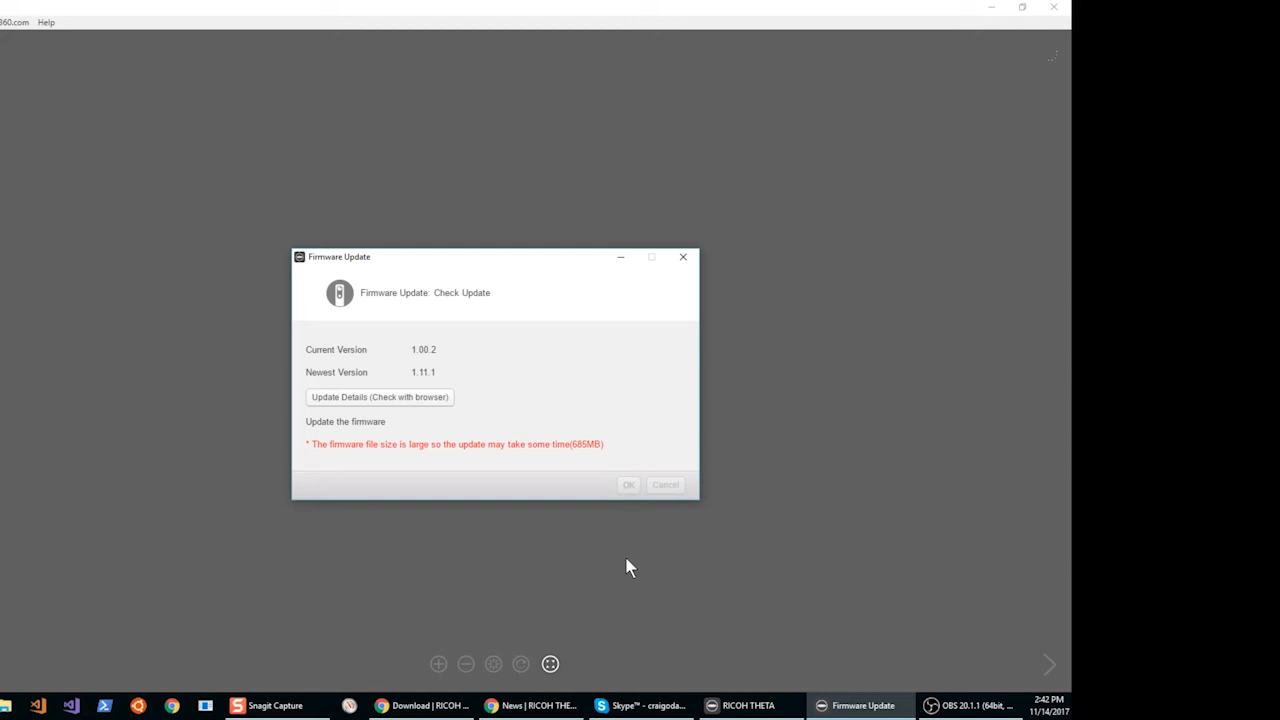 360.com Help
Firmware Update
Firmware Update: Check Update
Current Version 1.00.2
Newest Version 1.11.1
Update Details (Check with browser)
Update the firmware
* The firmware file size is large so the update may take some time(685MB)
OK Cancel
Snagit Capture Download | RICOH ... News | RICOH THE... Skype™ - craigoda... RICOH THETA Firmware Update OBS 20.1.1 (64bit, ...
2:42 PM
11/14/2017